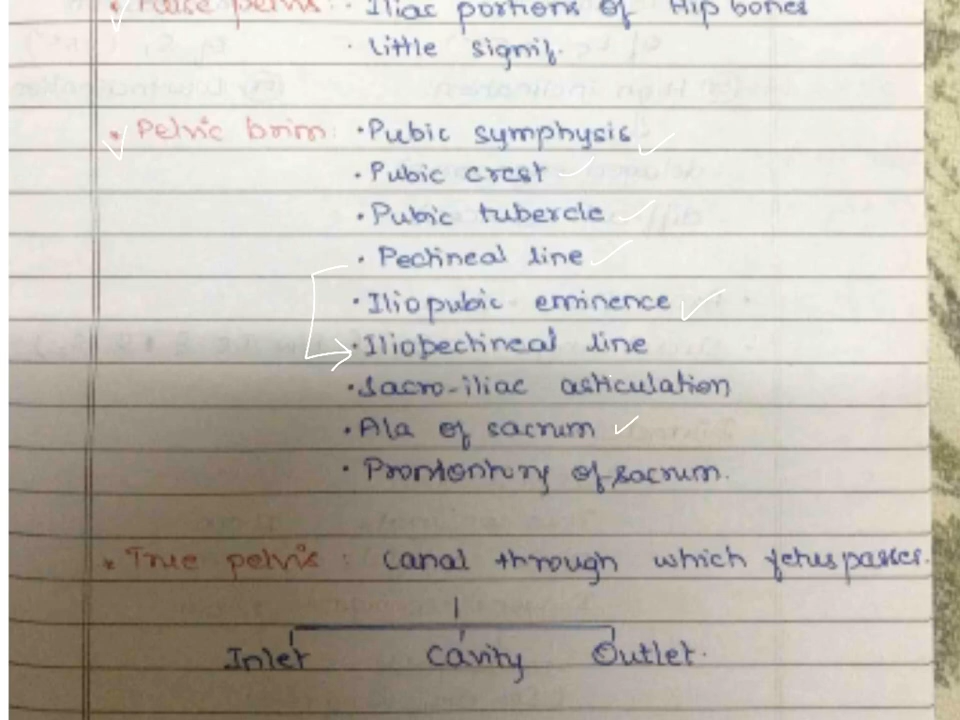 False pelvis: • Iliac portions of Hip bones
• Little signif.
* Pelvic brim: • Pubic symphysis
• Pubic crest
• Pubic tubercle
• Pectineal line
• Iliopubic eminence
• Iliopectineal line
• Sacro-iliac articulation
• Ala of sacrum
• Promontory of sacrum.
* True pelvis: Canal through which fetus passes.
Inlet Cavity Outlet.